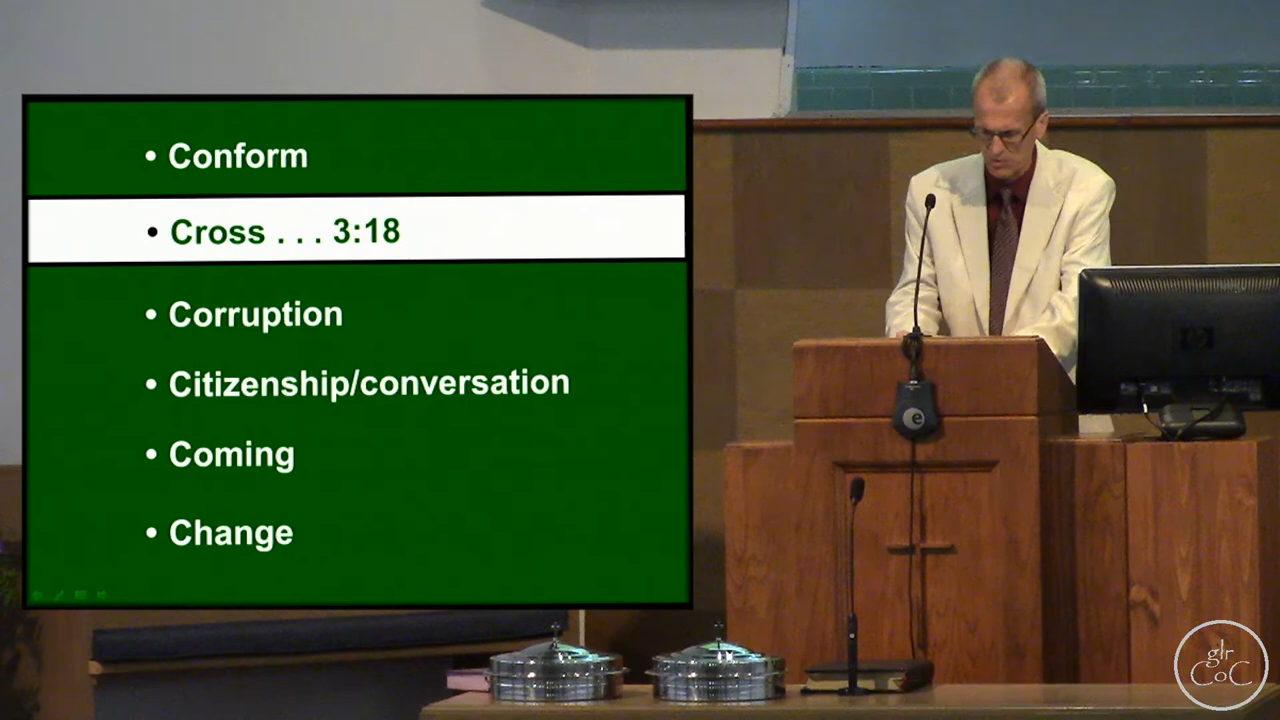 • Conform
• Cross . . . 3:18
• Corruption
• Citizenship/conversation
• Coming
• Change
e
glr
CoC